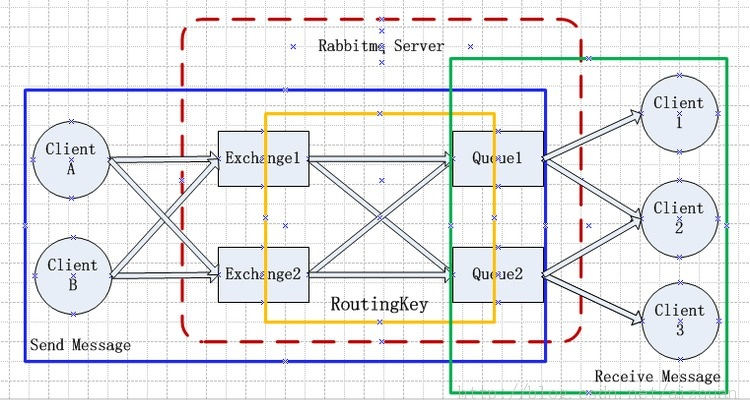 Rabbitmq Server
Client
A
Client
B
Exchange1
Exchange2
Queue1
Queue2
RoutingKey
Client
1
Client
2
Client
3
Send Message
Receive Message